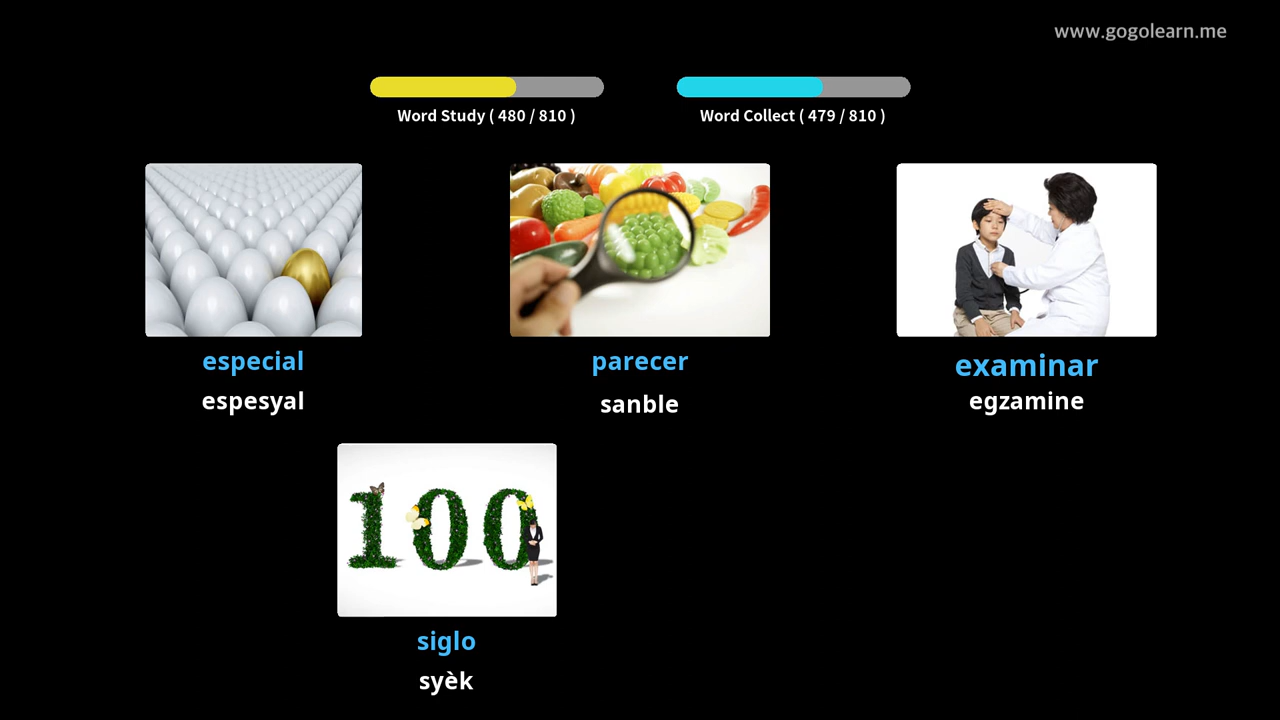 www.gogolearn.me
Word Study ( 480 / 810 )
Word Collect ( 479 / 810 )
especial
espesyal
parecer
sanble
examinar
egzamine
100
siglo
syèk